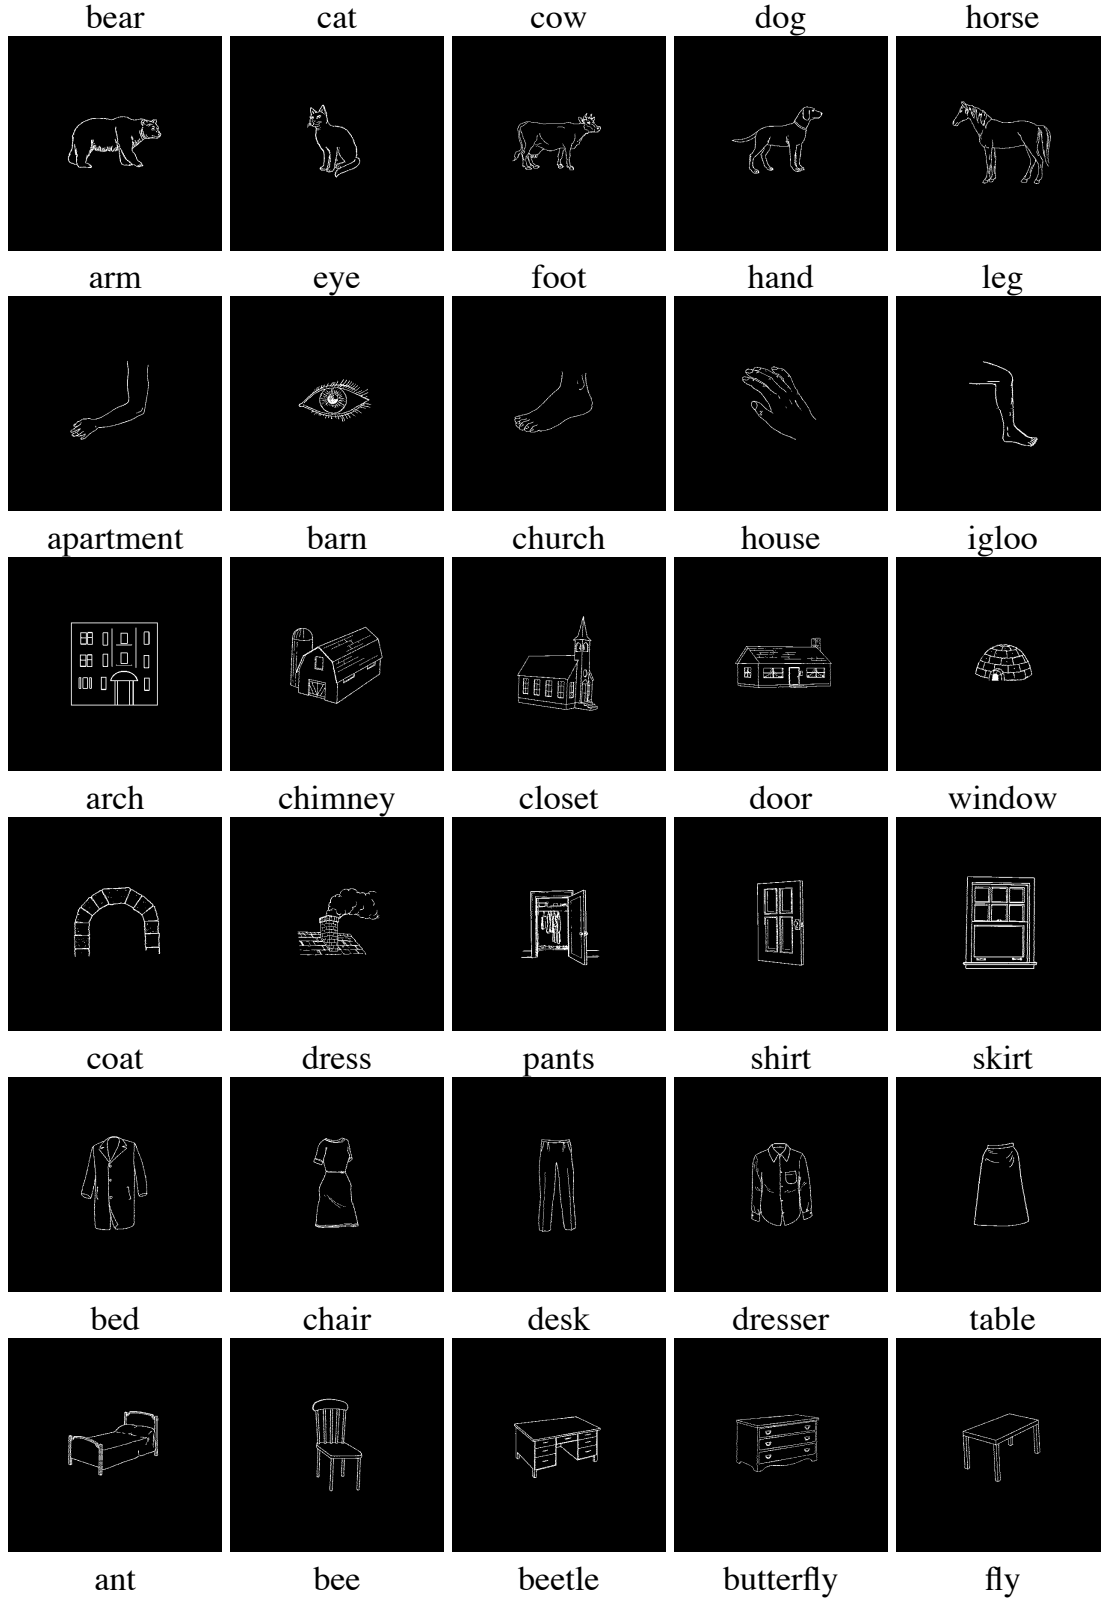 bear cat cow dog horse
arm eye foot hand leg
apartment barn church house igloo
arch chimney closet door window
coat dress pants shirt skirt
bed chair desk dresser table
ant bee beetle butterfly fly